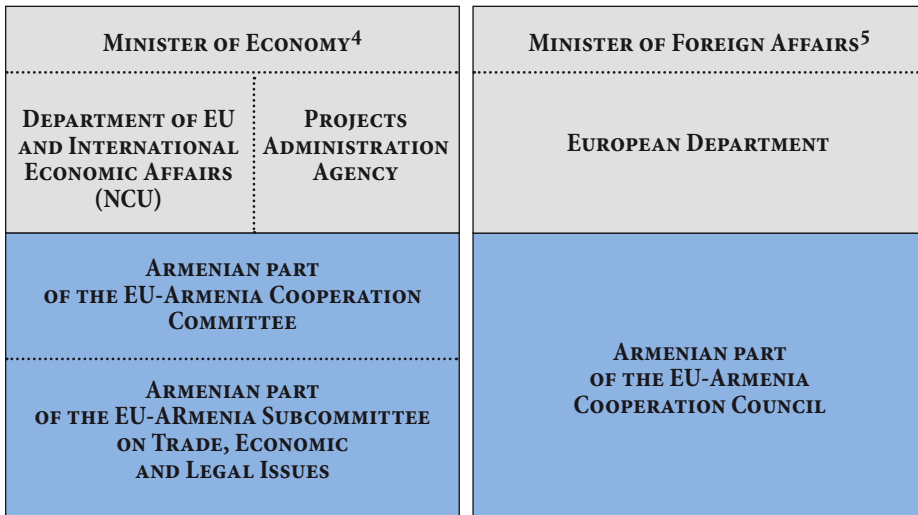 Minister of Economy⁴
Department of EU
and International
Economic Affairs
(NCU)
Projects
Administration
Agency
Armenian part
of the EU-Armenia Cooperation
Committee
Armenian part
of the EU-ARmenia Subcommittee
on Trade, Economic
and Legal Issues
Minister of Foreign Affairs⁵
European Department
Armenian part
of the EU-Armenia
Cooperation Council